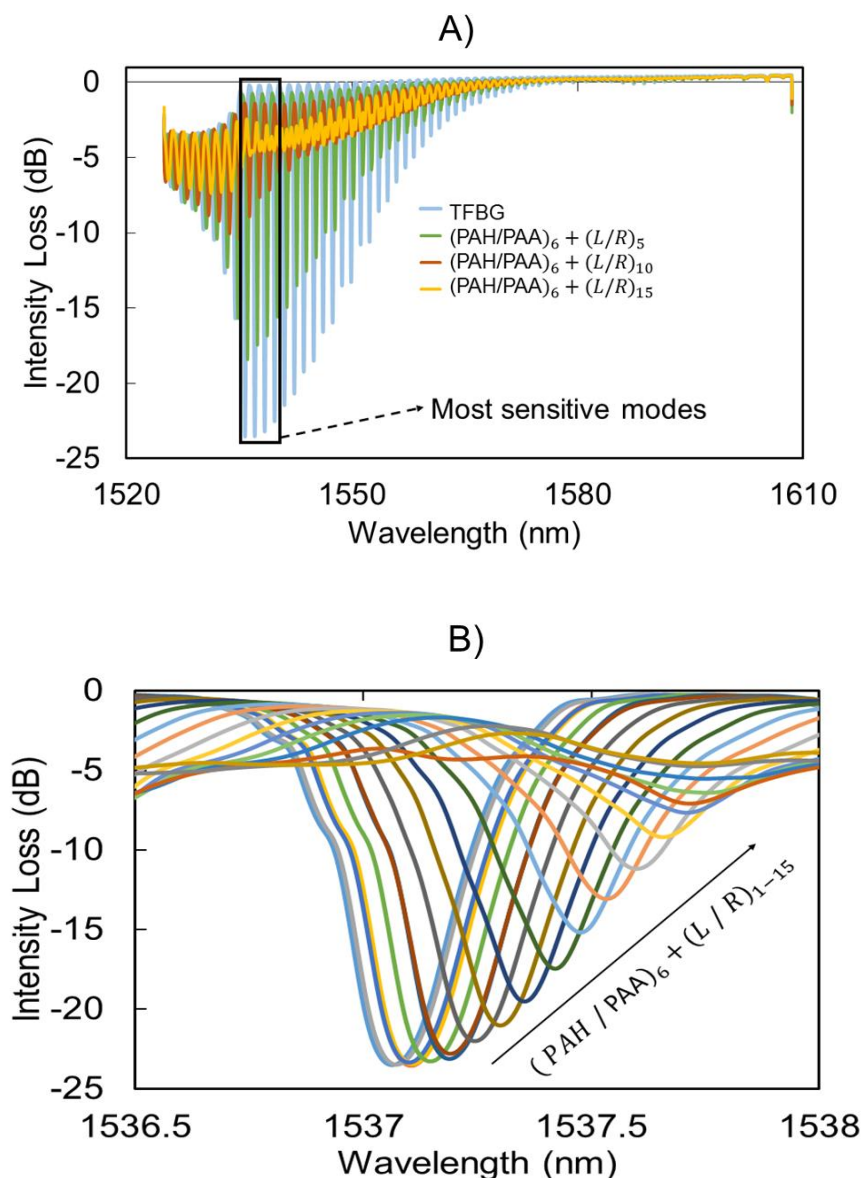 A)
0
-5
-10
-15
-20
-25
Intensity Loss (dB)
TFBG
(PAH/PAA)₆ + (L/R)₅
(PAH/PAA)₆ + (L/R)₁₀
(PAH/PAA)₆ + (L/R)₁₅
Most sensitive modes
1520 1550 1580 1610
Wavelength (nm)
B)
0
-5
-10
-15
-20
-25
Intensity Loss (dB)
(PAH / PAA)₆ + (L / R)₁₋₁₅
1536.5 1537 1537.5 1538
Wavelength (nm)